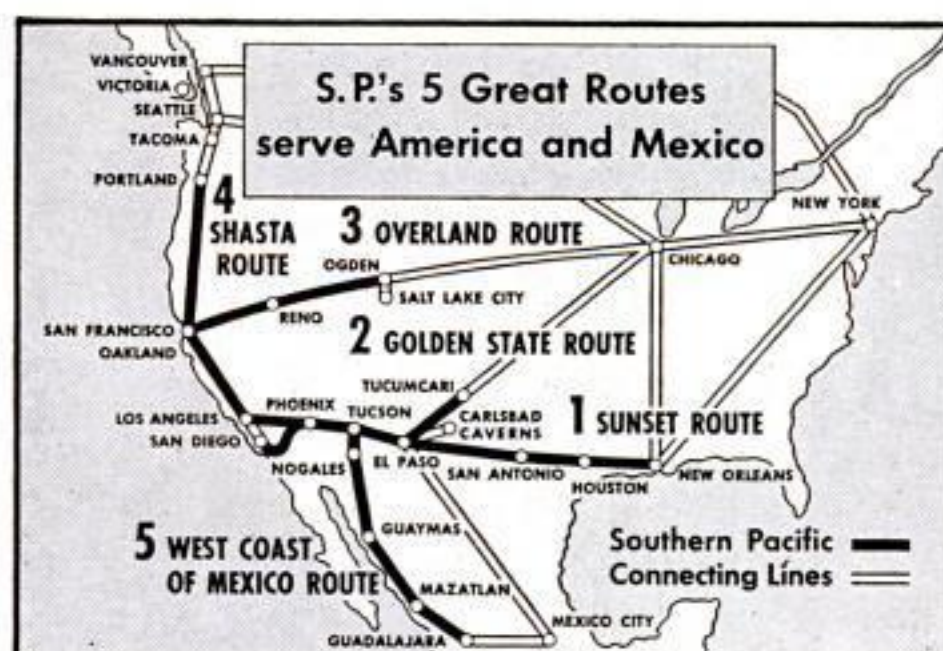 S.P.'s 5 Great Routes
serve America and Mexico
VANCOUVER
VICTORIA
SEATTLE
TACOMA
PORTLAND
4
SHASTA
ROUTE
3 OVERLAND ROUTE
NEW YORK
OGDEN
CHICAGO
SALT LAKE CITY
RENO
SAN FRANCISCO
OAKLAND
2 GOLDEN STATE ROUTE
TUCUMCARI
LOS ANGELES
PHOENIX
TUCSON
CARLSBAD
CAVERNS
1 SUNSET ROUTE
SAN DIEGO
NOGALES
EL PASO
SAN ANTONIO
HOUSTON
NEW ORLEANS
GUAYMAS
5 WEST COAST
OF MEXICO ROUTE
MAZATLAN
GUADALAJARA
MEXICO CITY
Southern Pacific
Connecting Lines